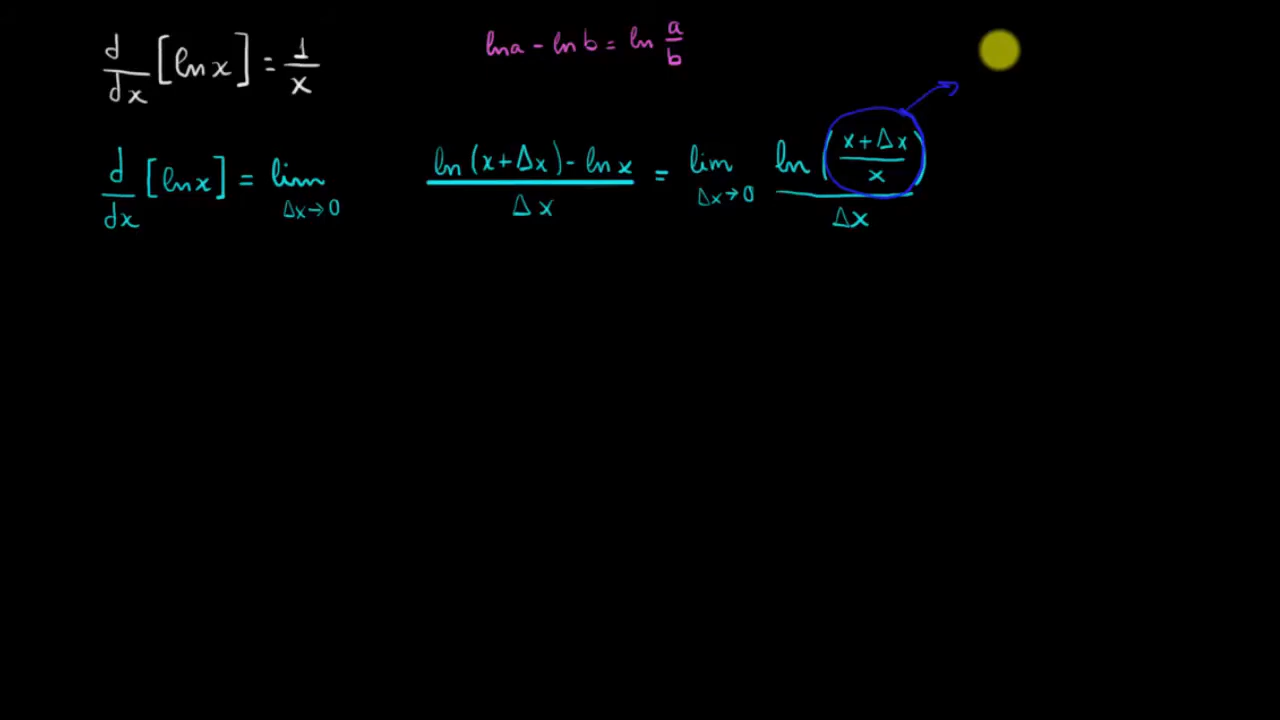 d/dx [ln x] = 1/x
ln a - ln b = ln a/b
d/dx [ln x] = lim Δx→0 (ln (x+Δx) - ln x)/Δx = lim Δx→0 ln ((x+Δx)/x)/Δx